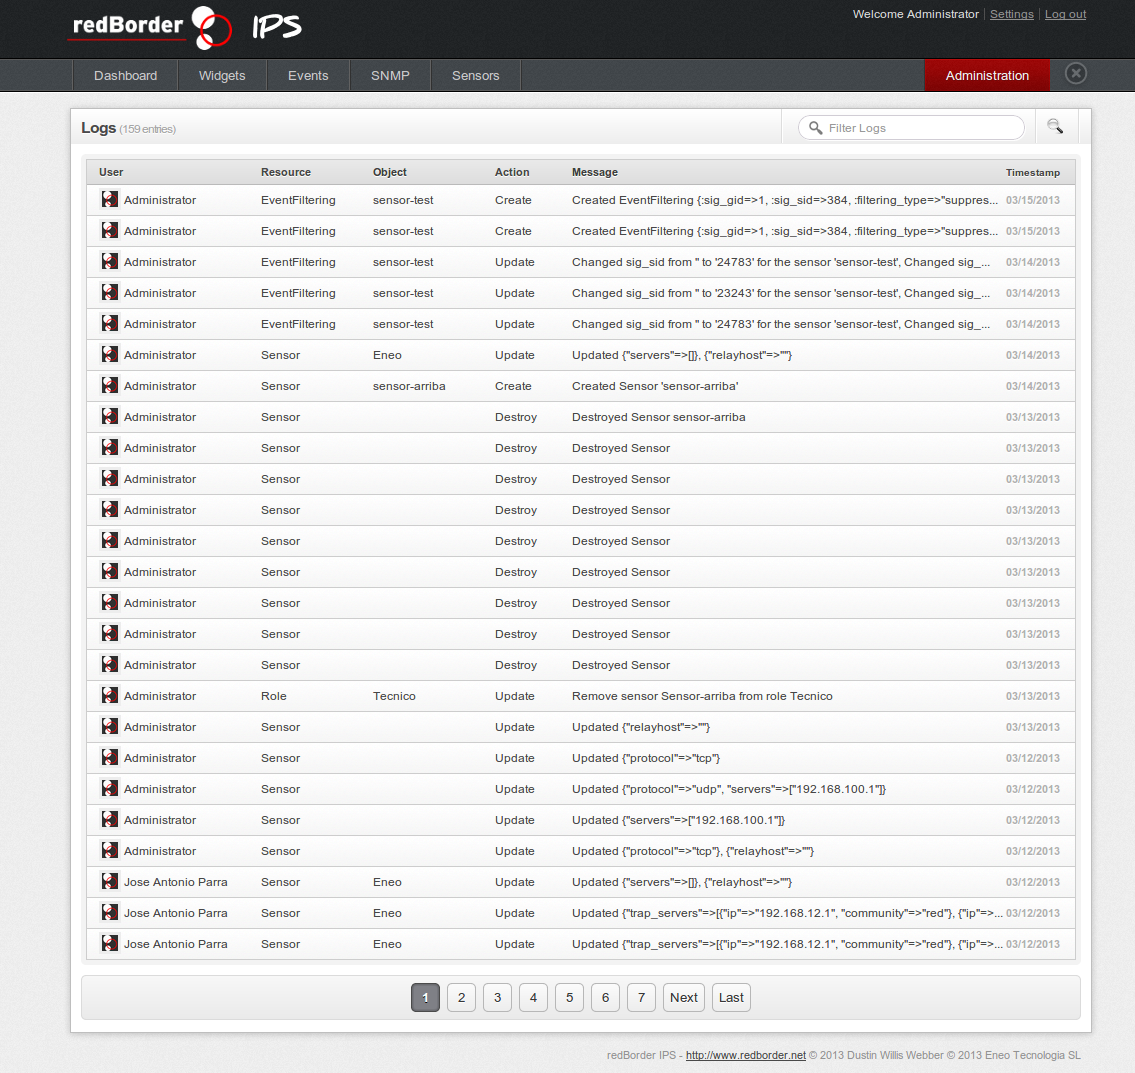 redBorder IPS
Welcome Administrator Settings Log out
Dashboard Widgets Events SNMP Sensors Administration
Logs (159 entries) Filter Logs
User Resource Object Action Message Timestamp
Administrator EventFiltering sensor-test Create Created EventFiltering {:sig_gid=>1, :sig_sid=>384, :filtering_type=>"suppres... 03/15/2013
Administrator EventFiltering sensor-test Create Created EventFiltering {:sig_gid=>1, :sig_sid=>384, :filtering_type=>"suppres... 03/15/2013
Administrator EventFiltering sensor-test Update Changed sig_sid from '' to '24783' for the sensor 'sensor-test', Changed sig_... 03/14/2013
Administrator EventFiltering sensor-test Update Changed sig_sid from '' to '23243' for the sensor 'sensor-test', Changed sig_... 03/14/2013
Administrator EventFiltering sensor-test Update Changed sig_sid from '' to '24783' for the sensor 'sensor-test', Changed sig_... 03/14/2013
Administrator Sensor Eneo Update Updated {"servers"=>[]}, {"relayhost"=>""} 03/14/2013
Administrator Sensor sensor-arriba Create Created Sensor 'sensor-arriba' 03/14/2013
Administrator Sensor Destroy Destroyed Sensor sensor-arriba 03/13/2013
Administrator Sensor Destroy Destroyed Sensor 03/13/2013
Administrator Sensor Destroy Destroyed Sensor 03/13/2013
Administrator Sensor Destroy Destroyed Sensor 03/13/2013
Administrator Sensor Destroy Destroyed Sensor 03/13/2013
Administrator Sensor Destroy Destroyed Sensor 03/13/2013
Administrator Sensor Destroy Destroyed Sensor 03/13/2013
Administrator Sensor Destroy Destroyed Sensor 03/13/2013
Administrator Sensor Destroy Destroyed Sensor 03/13/2013
Administrator Role Tecnico Update Remove sensor Sensor-arriba from role Tecnico 03/13/2013
Administrator Sensor Update Updated {"relayhost"=>""} 03/13/2013
Administrator Sensor Update Updated {"protocol"=>"tcp"} 03/12/2013
Administrator Sensor Update Updated {"protocol"=>"udp", "servers"=>["192.168.100.1"]} 03/12/2013
Administrator Sensor Update Updated {"servers"=>["192.168.100.1"]} 03/12/2013
Administrator Sensor Update Updated {"protocol"=>"tcp"}, {"relayhost"=>""} 03/12/2013
Jose Antonio Parra Sensor Eneo Update Updated {"servers"=>[]}, {"relayhost"=>""} 03/12/2013
Jose Antonio Parra Sensor Eneo Update Updated {"trap_servers"=>[{"ip"=>"192.168.12.1", "community"=>"red"}, {"ip"=>... 03/12/2013
Jose Antonio Parra Sensor Eneo Update Updated {"trap_servers"=>[{"ip"=>"192.168.12.1", "community"=>"red"}, {"ip"=>... 03/12/2013
1 2 3 4 5 6 7 Next Last
redBorder IPS - http://www.redborder.net © 2013 Dustin Willis Webber © 2013 Eneo Tecnologia SL